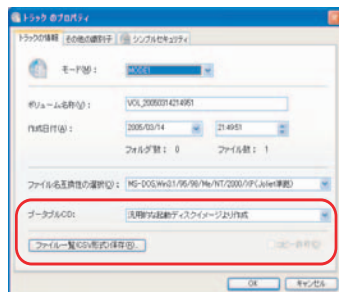 トラック のプロパティ
トラックの情報 その他の識別子 シンプルセキュリティ
モード(M): MODE1
ボリューム名称(V): VOL_20050314214951
作成日付(W): 2005/03/14 21:49:51
フォルダ数: 0 ファイル数: 1
ファイル名互換性の選択(Q): MS-DOS,Win3.1/95/98/Me/NT/2000/XP(Joliet準拠)
ブータブルCD: 汎用的な起動ディスクイメージより作成
ファイル一覧(CSV形式)保存(B)...
OK キャンセル